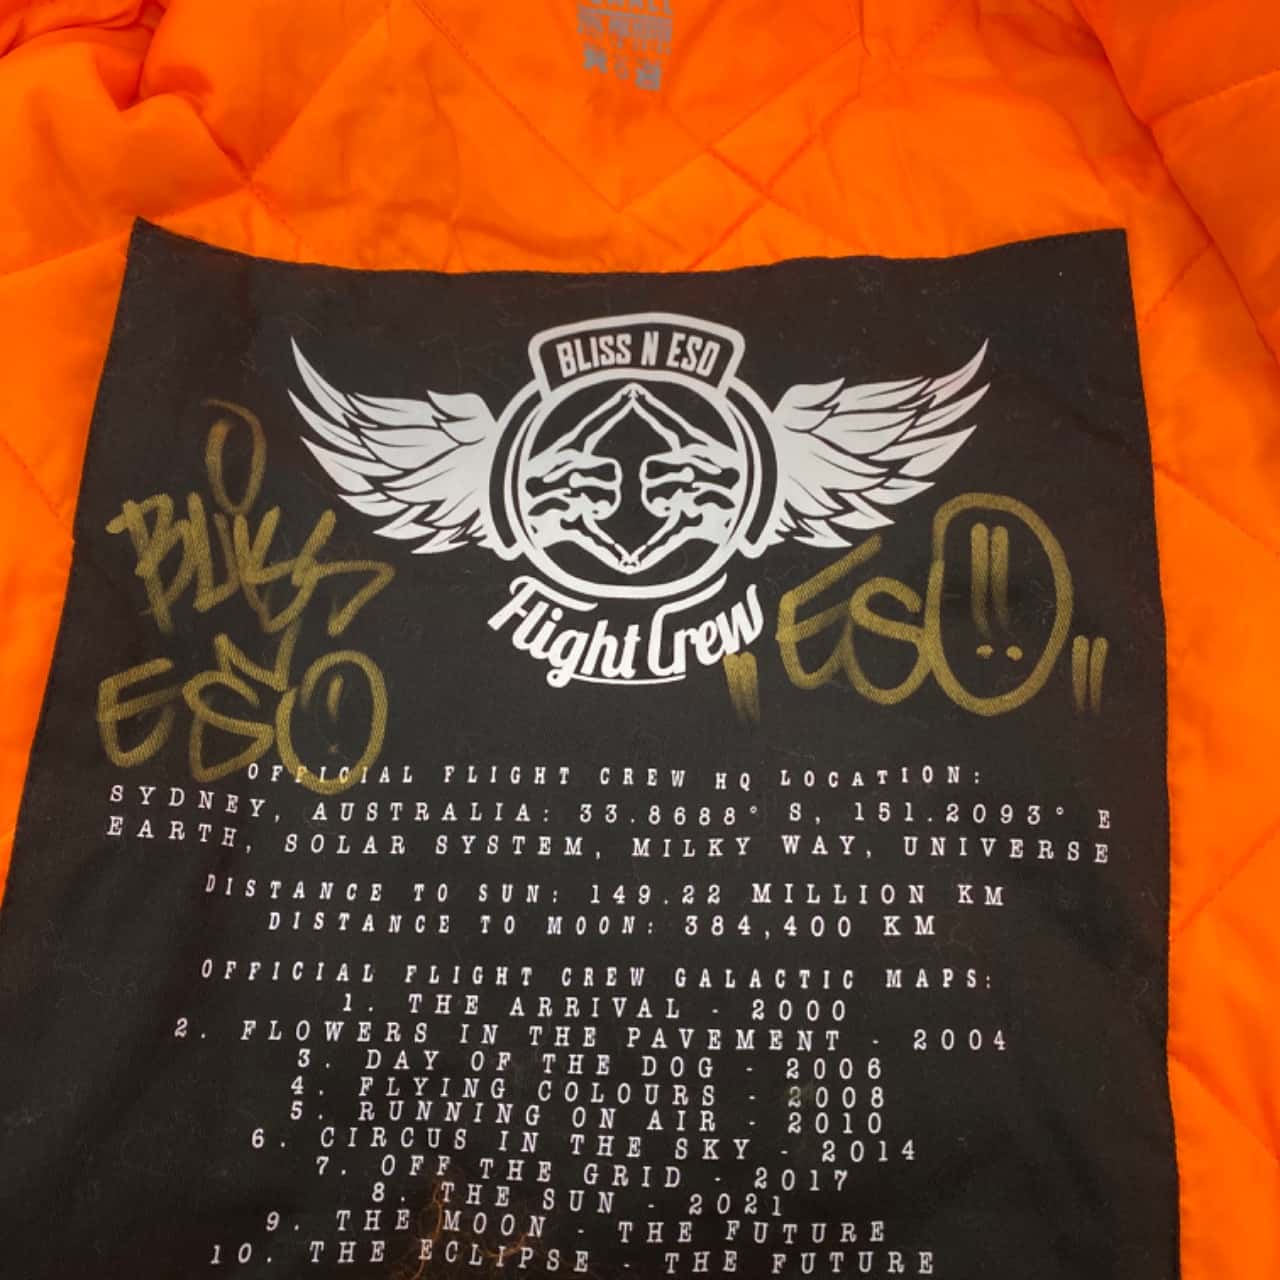 BLISS N ESO
Flight Crew
BLISS
N
ESO
"ESO"
OFFICIAL FLIGHT CREW HQ LOCATION:
SYDNEY, AUSTRALIA: 33.8688° S, 151.2093° E
EARTH, SOLAR SYSTEM, MILKY WAY, UNIVERSE
DISTANCE TO SUN: 149.22 MILLION KM
DISTANCE TO MOON: 384,400 KM
OFFICIAL FLIGHT CREW GALACTIC MAPS:
1. THE ARRIVAL - 2000
2. FLOWERS IN THE PAVEMENT - 2004
3. DAY OF THE DOG - 2006
4. FLYING COLOURS - 2008
5. RUNNING ON AIR - 2010
6. CIRCUS IN THE SKY - 2014
7. OFF THE GRID - 2017
8. THE SUN - 2021
9. THE MOON - THE FUTURE
10. THE ECLIPSE - THE FUTURE